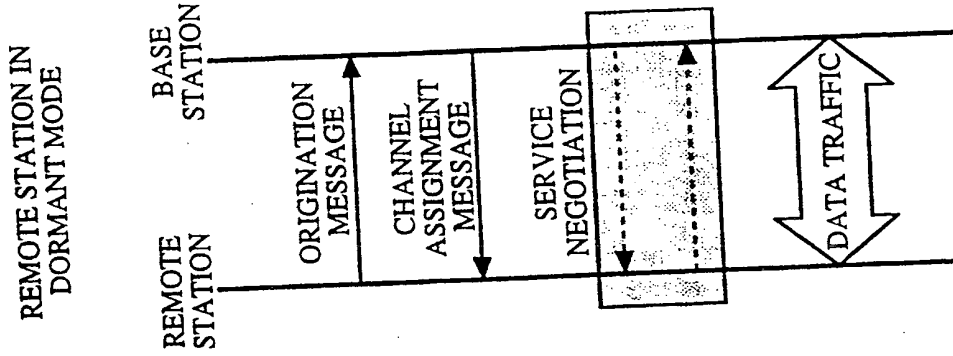 REMOTE STATION IN
DORMANT MODE
REMOTE
STATION
BASE
STATION
ORIGINATION
MESSAGE
CHANNEL
ASSIGNMENT
MESSAGE
SERVICE
NEGOTIATION
DATA TRAFFIC